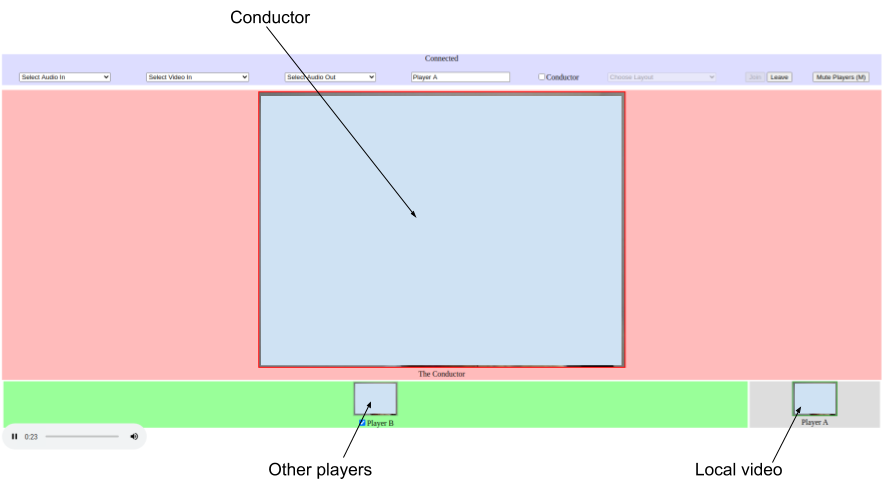 Conductor
Connected
Select Audio In
Select Video In
Select Audio Out
Player A
Conductor
Choose Layout
Join
Leave
Mute Players (M)
The Conductor
Player B
Player A
0:23
Other players
Local video